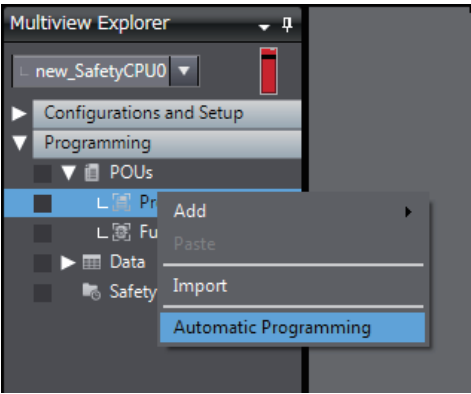 Multiview Explorer
new_SafetyCPU0
Configurations and Setup
Programming
POUs
Pr
Add
Fu
Paste
Data
Import
Safety
Automatic Programming